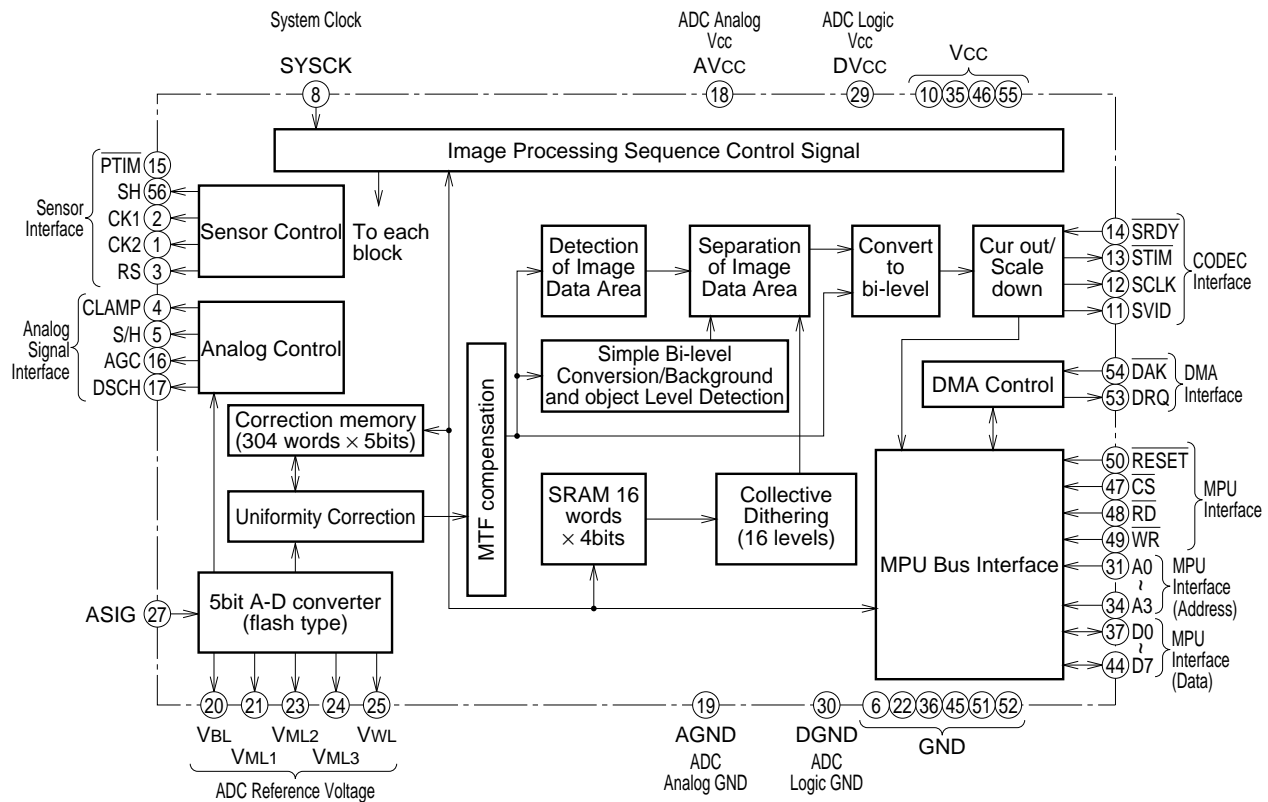 System Clock
SYSCK
8
ADC Analog
Vcc
AVCC
18
ADC Logic
Vcc
DVCC
29
VCC
10 35 46 55
Image Processing Sequence Control Signal
To each
block
Sensor
Interface
PTIM 15
SH 56
CK1 2
CK2 1
RS 3
Sensor Control
Analog
Signal
Interface
CLAMP 4
S/H 5
AGC 16
DSCH 17
Analog Control
Correction memory
(304 words × 5bits)
Uniformity Correction
ASIG 27
5bit A-D converter
(flash type)
MTF compensation
Detection
of Image
Data Area
Separation
of Image
Data Area
Convert
to
bi-level
Cur out/
Scale
down
Simple Bi-level
Conversion/Background
and object Level Detection
SRAM 16
words
× 4bits
Collective
Dithering
(16 levels)
DMA Control
MPU Bus Interface
14 SRDY
13 STIM
12 SCLK
11 SVID
CODEC
Interface
54 DAK
53 DRQ
DMA
Interface
50 RESET
47 CS
48 RD
49 WR
MPU
Interface
31 A0
~
34 A3
MPU
Interface
(Address)
37 D0
~
44 D7
MPU
Interface
(Data)
20 21 23 24 25
VBL VML1 VML2 VML3 VWL
ADC Reference Voltage
19
AGND
ADC
Analog GND
30
DGND
ADC
Logic GND
6 22 36 45 51 52
GND